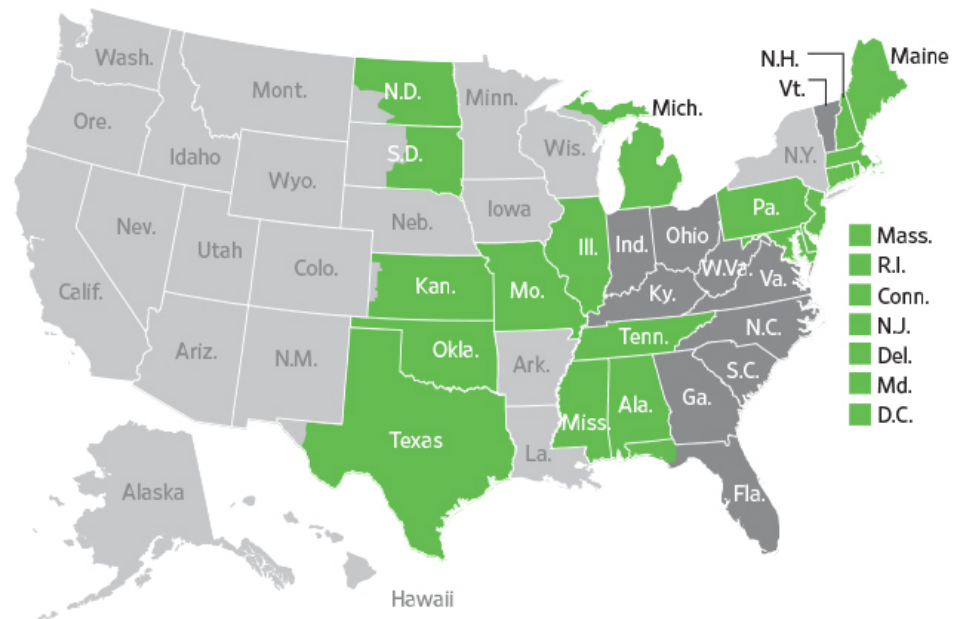 Wash.
Mont.
N.D.
Minn.
Mich.
N.H.
Maine
Vt.
Ore.
Idaho
S.D.
Wis.
N.Y.
Wyo.
Nev.
Utah
Colo.
Neb.
Iowa
Ill.
Ind.
Ohio
Pa.
W.Va.
Va.
Calif.
Kan.
Mo.
Ky.
Ariz.
N.M.
Okla.
Ark.
Tenn.
N.C.
S.C.
Texas
La.
Miss.
Ala.
Ga.
Fla.
Alaska
Hawaii
Mass.
R.I.
Conn.
N.J.
Del.
Md.
D.C.